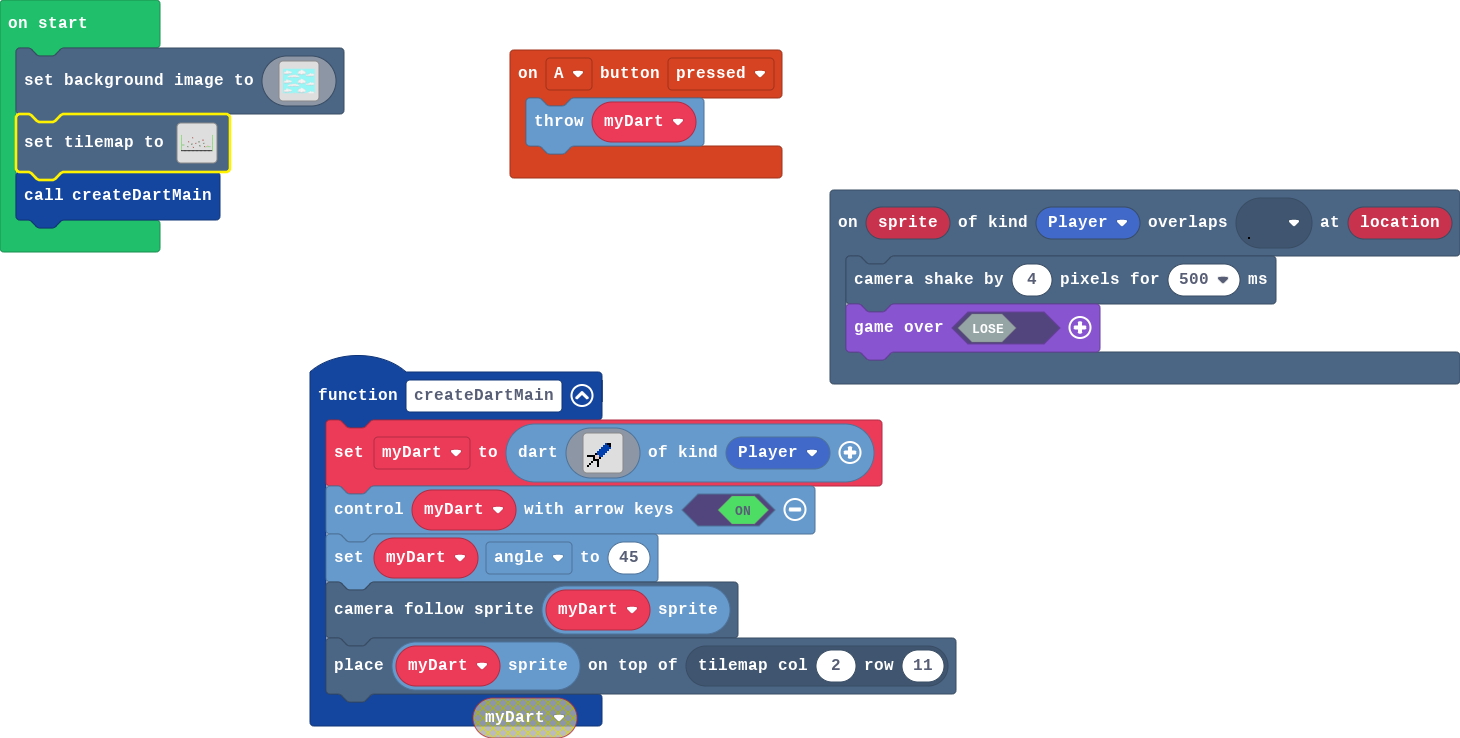 on start
set background image to
set tilemap to
call createDartMain
on A button pressed
throw myDart
on sprite of kind Player overlaps at location
camera shake by 4 pixels for 500 ms
game over LOSE
function createDartMain
set myDart to dart of kind Player
control myDart with arrow keys ON
set myDart angle to 45
camera follow sprite myDart sprite
place myDart sprite on top of tilemap col 2 row 11
myDart